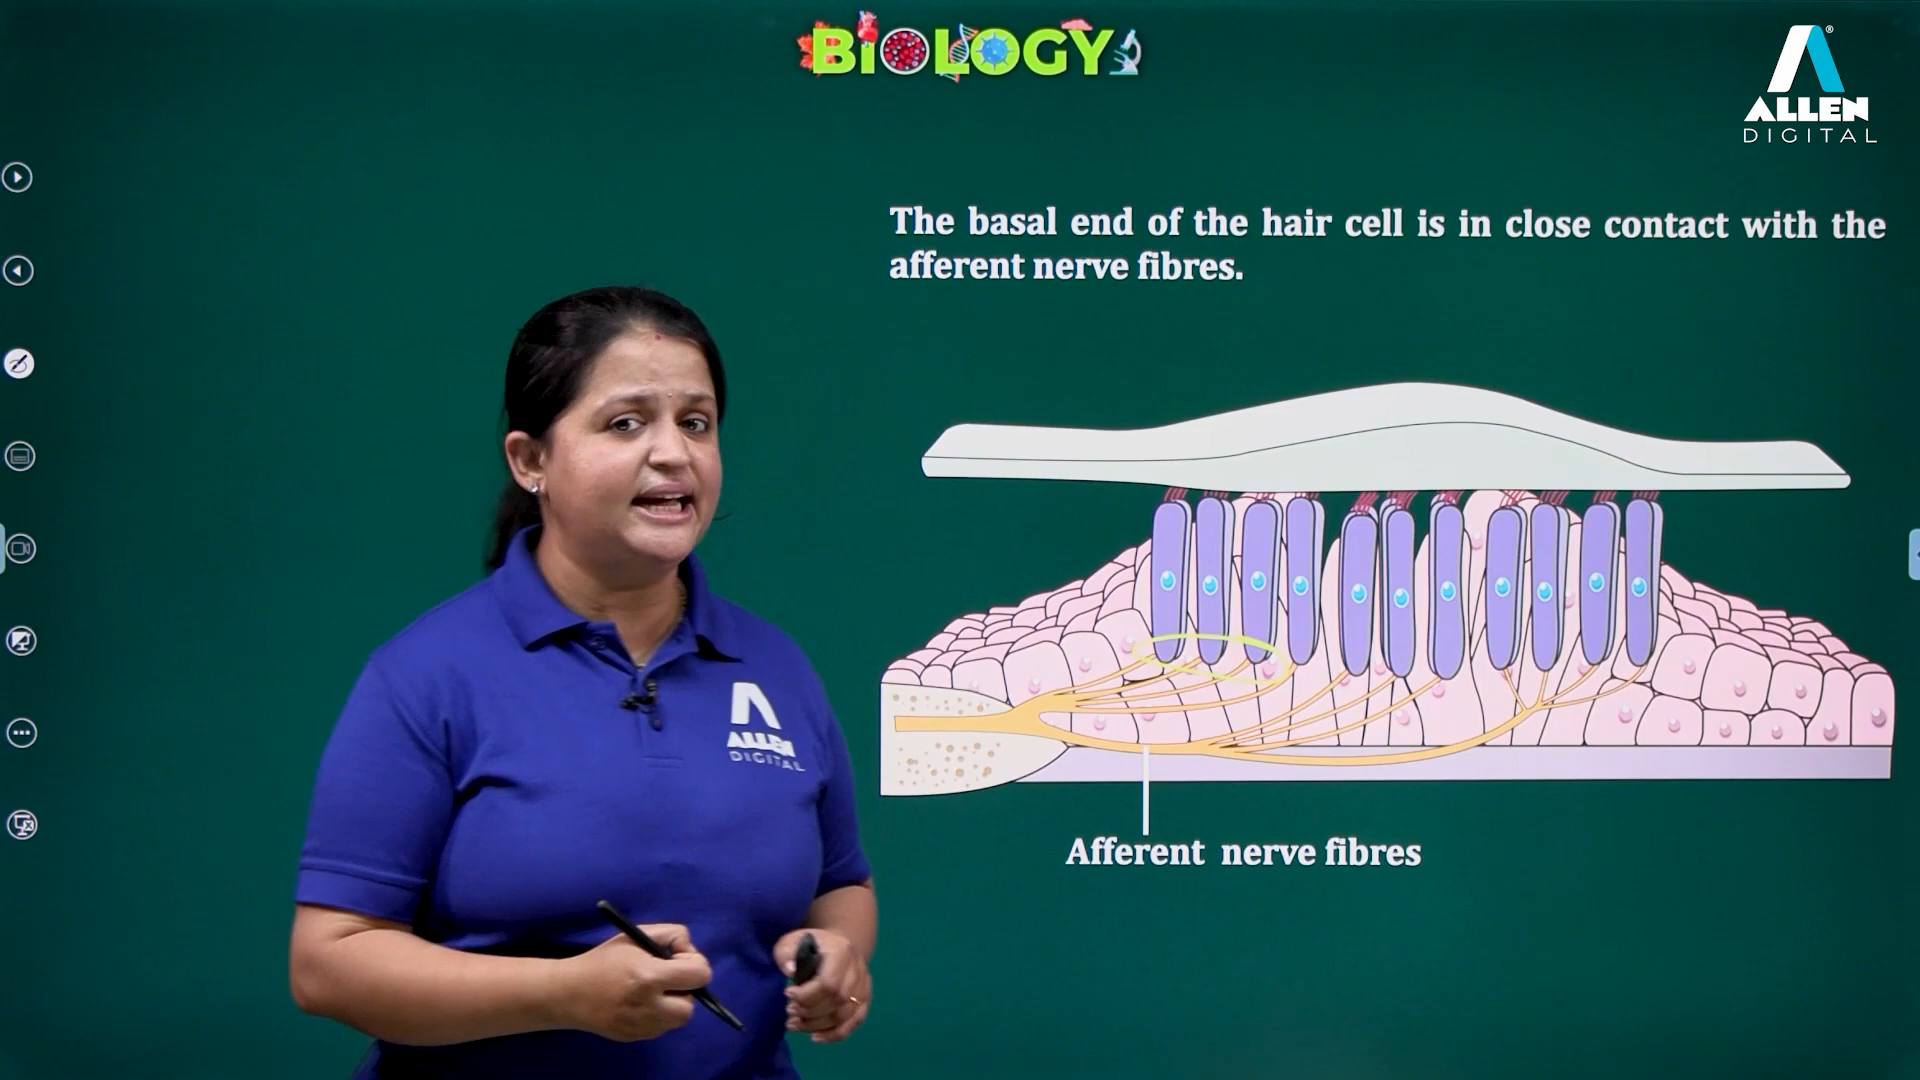 BiOLOGY
ALLEN
DIGITAL
The basal end of the hair cell is in close contact with the
afferent nerve fibres.
ALLEN
DIGITAL
Afferent nerve fibres